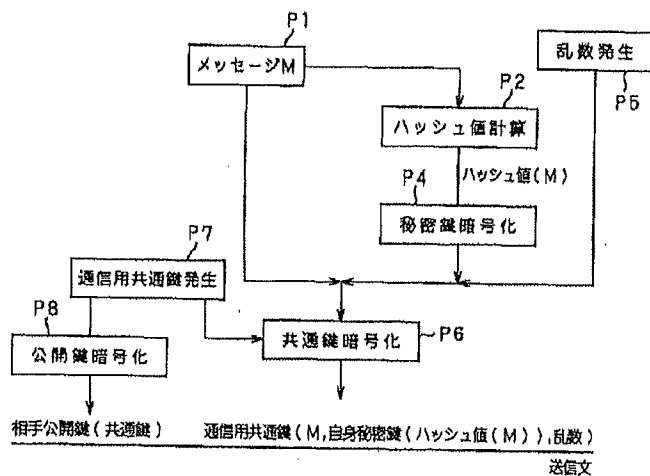 P1
メッセージM
乱数発生
P5
P2
ハッシュ値計算
ハッシュ値(M)
P4
秘密鍵暗号化
P7
通信用共通鍵発生
P8
公開鍵暗号化
共通鍵暗号化
P6
相手公開鍵(共通鍵) 通信用共通鍵(M,自身秘密鍵(ハッシュ値(M)),乱数)
送信文